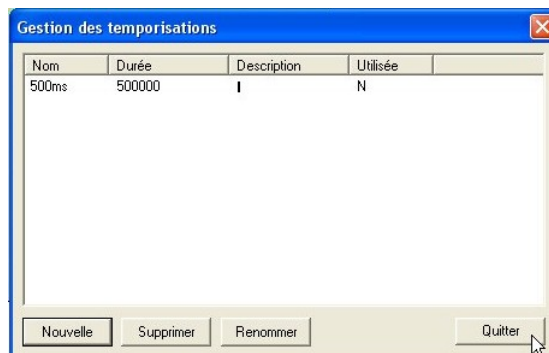 Gestion des temporisations
Nom Durée Description Utilisée
500ms 500000 N
Nouvelle Supprimer Renommer Quitter